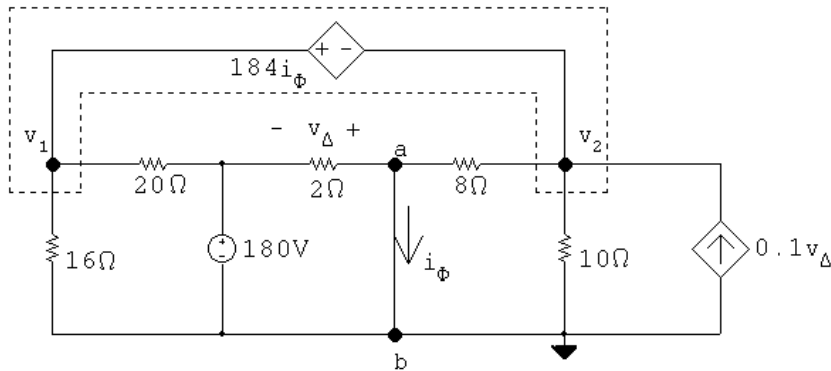 + -
184i_Φ
v_1
- v_Δ +
a
v_2
20Ω
2Ω
8Ω
16Ω
180V
i_Φ
10Ω
0.1v_Δ
b